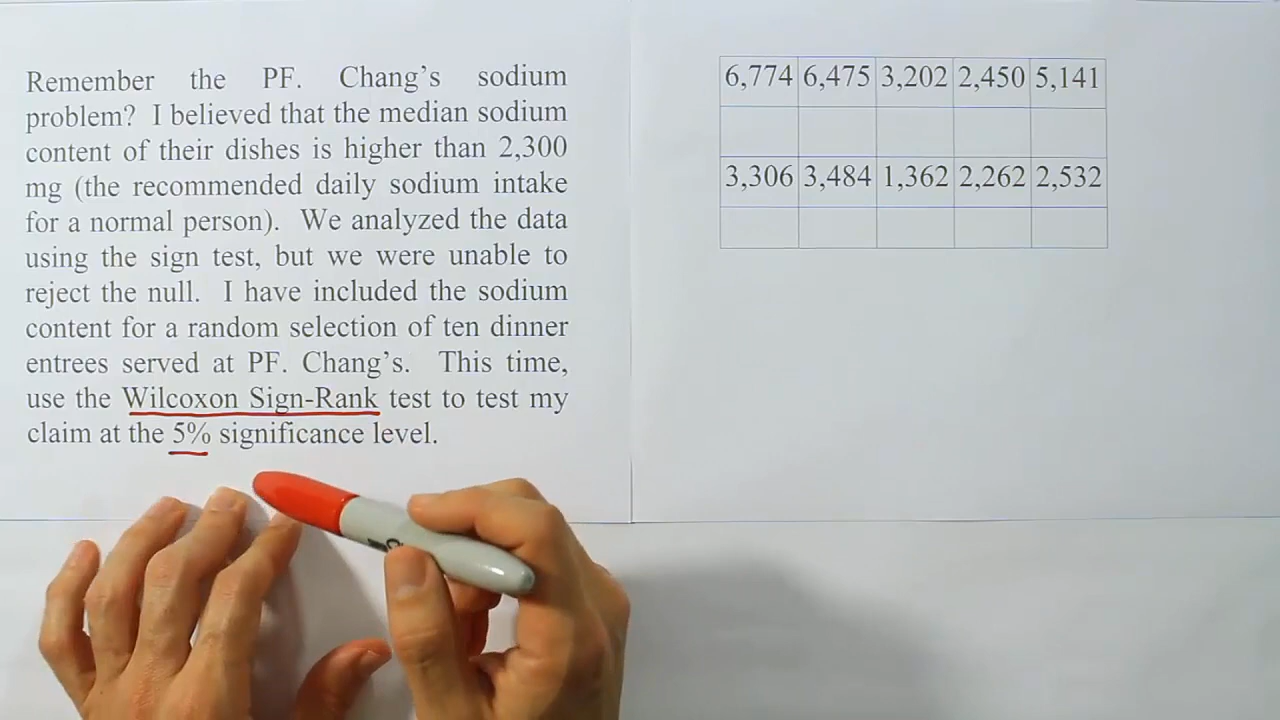 Remember the PF. Chang's sodium
problem? I believed that the median sodium
content of their dishes is higher than 2,300
mg (the recommended daily sodium intake
for a normal person). We analyzed the data
using the sign test, but we were unable to
reject the null. I have included the sodium
content for a random selection of ten dinner
entrees served at PF. Chang's. This time,
use the Wilcoxon Sign-Rank test to test my
claim at the 5% significance level.
6,774 6,475 3,202 2,450 5,141
3,306 3,484 1,362 2,262 2,532